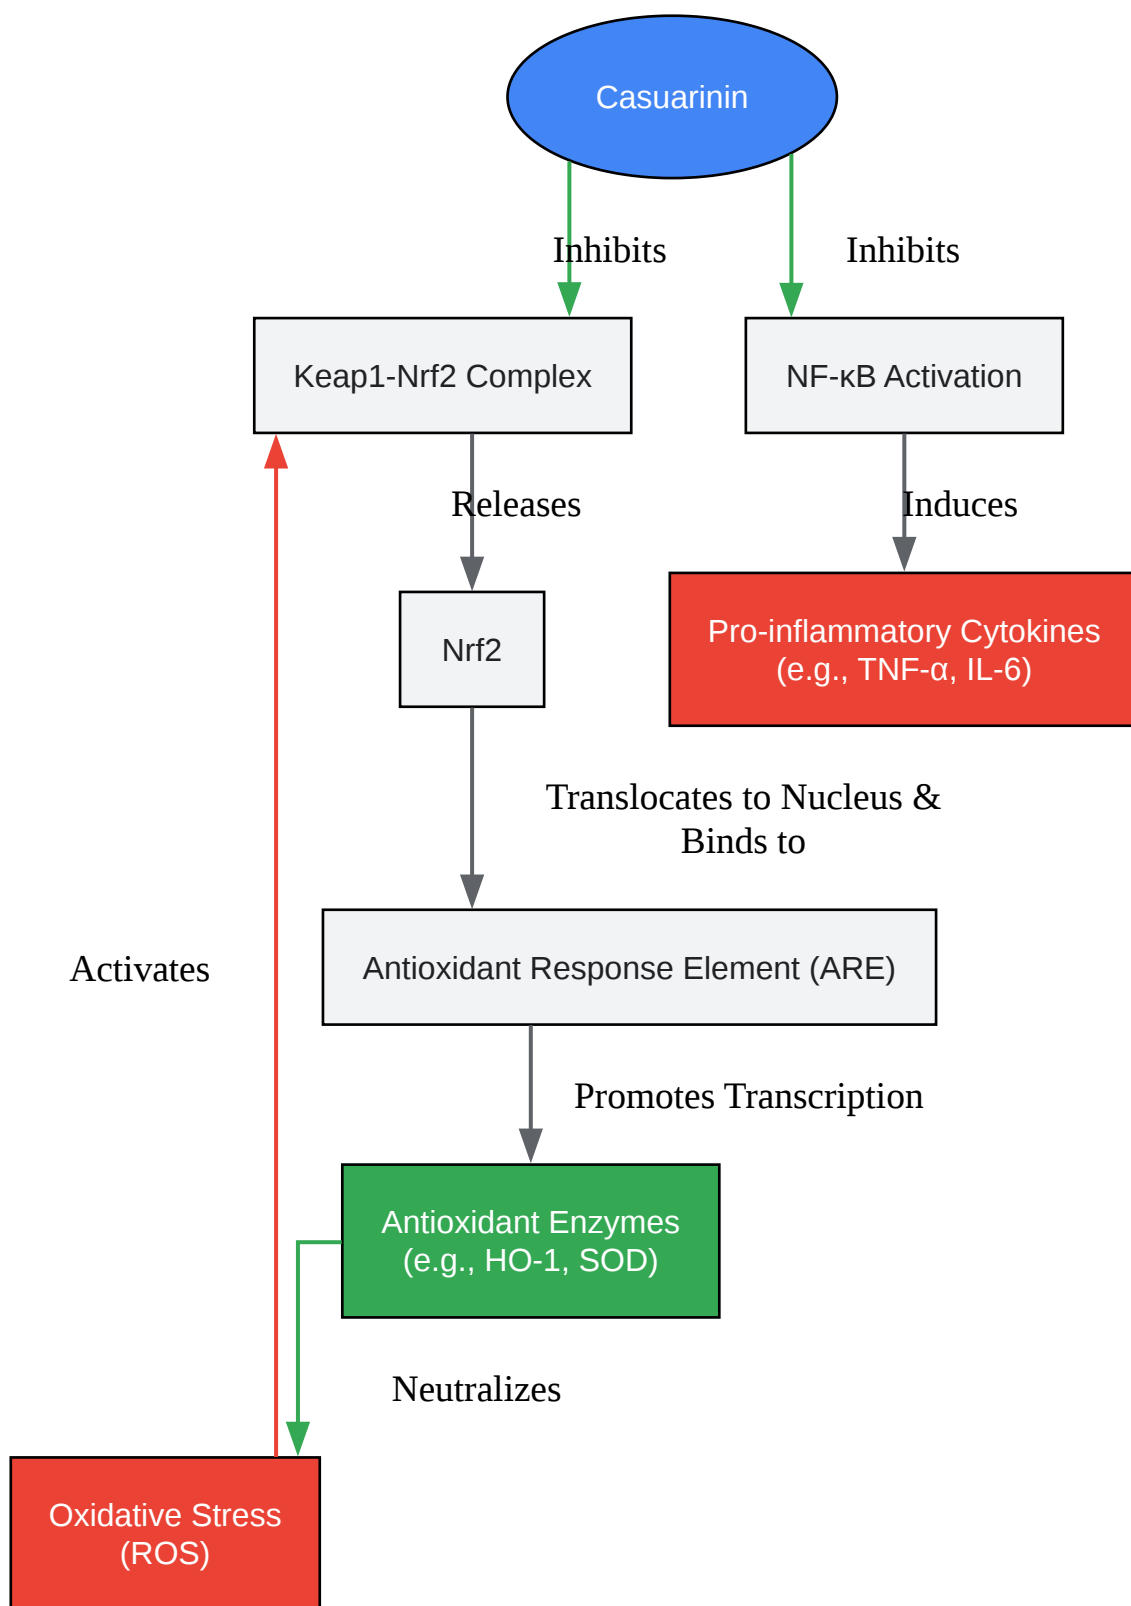 Casuarinin
Inhibits
Inhibits
Keap1-Nrf2 Complex
NF-κB Activation
Releases
Induces
Nrf2
Pro-inflammatory Cytokines
(e.g., TNF-α, IL-6)
Translocates to Nucleus &
Binds to
Activates
Antioxidant Response Element (ARE)
Promotes Transcription
Antioxidant Enzymes
(e.g., HO-1, SOD)
Neutralizes
Oxidative Stress
(ROS)